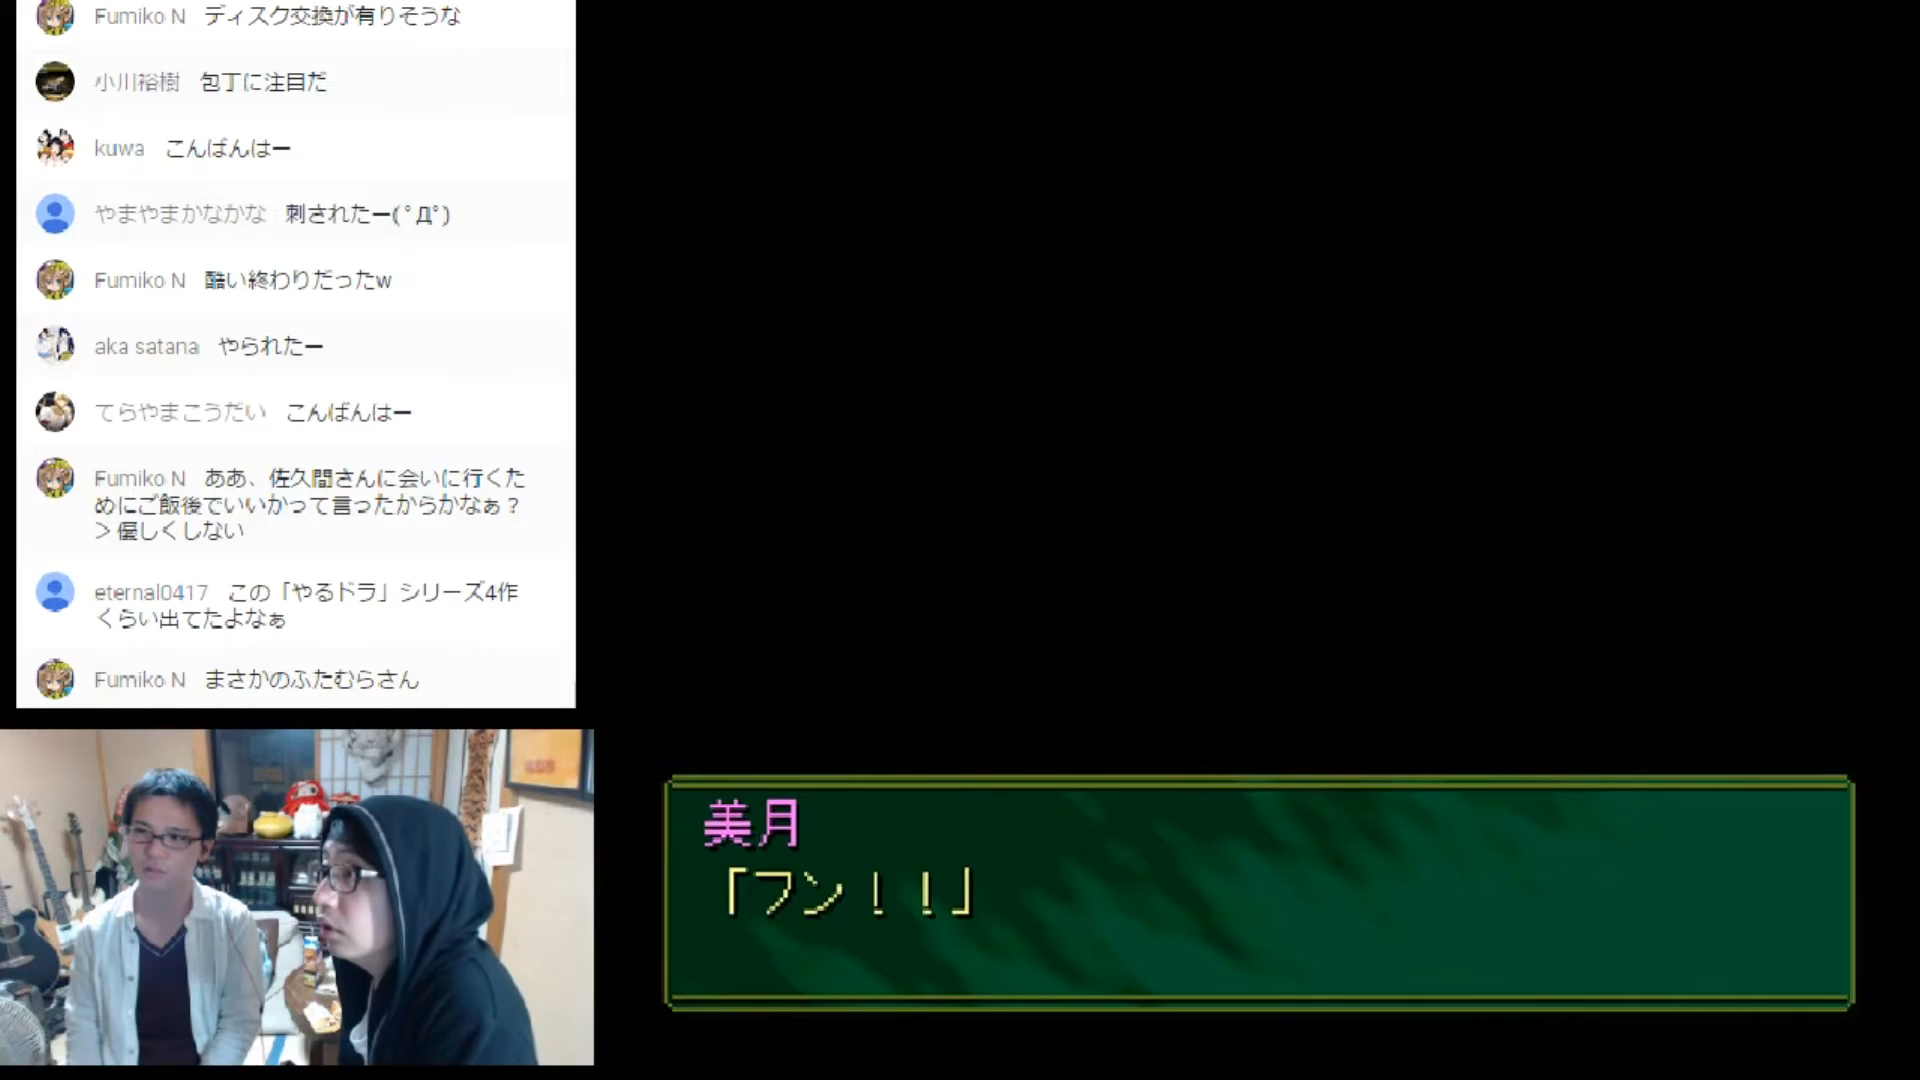 Fumiko N ディスク交換が有りそうな
小川裕樹 包丁に注目だ
kuwa こんばんはー
やまやまかなかな 刺されたー(ﾟДﾟ)
Fumiko N 酷い終わりだったw
aka satana やられたー
てらやまこうだい こんばんはー
Fumiko N ああ、佐久間さんに会いに行くた
めにご飯後でいいかって言ったからかなぁ？
＞優しくしない
eternal0417 この「やるドラ」シリーズ4作
くらい出てたよなぁ
Fumiko N まさかのふたむらさん
美月
「フン！！」